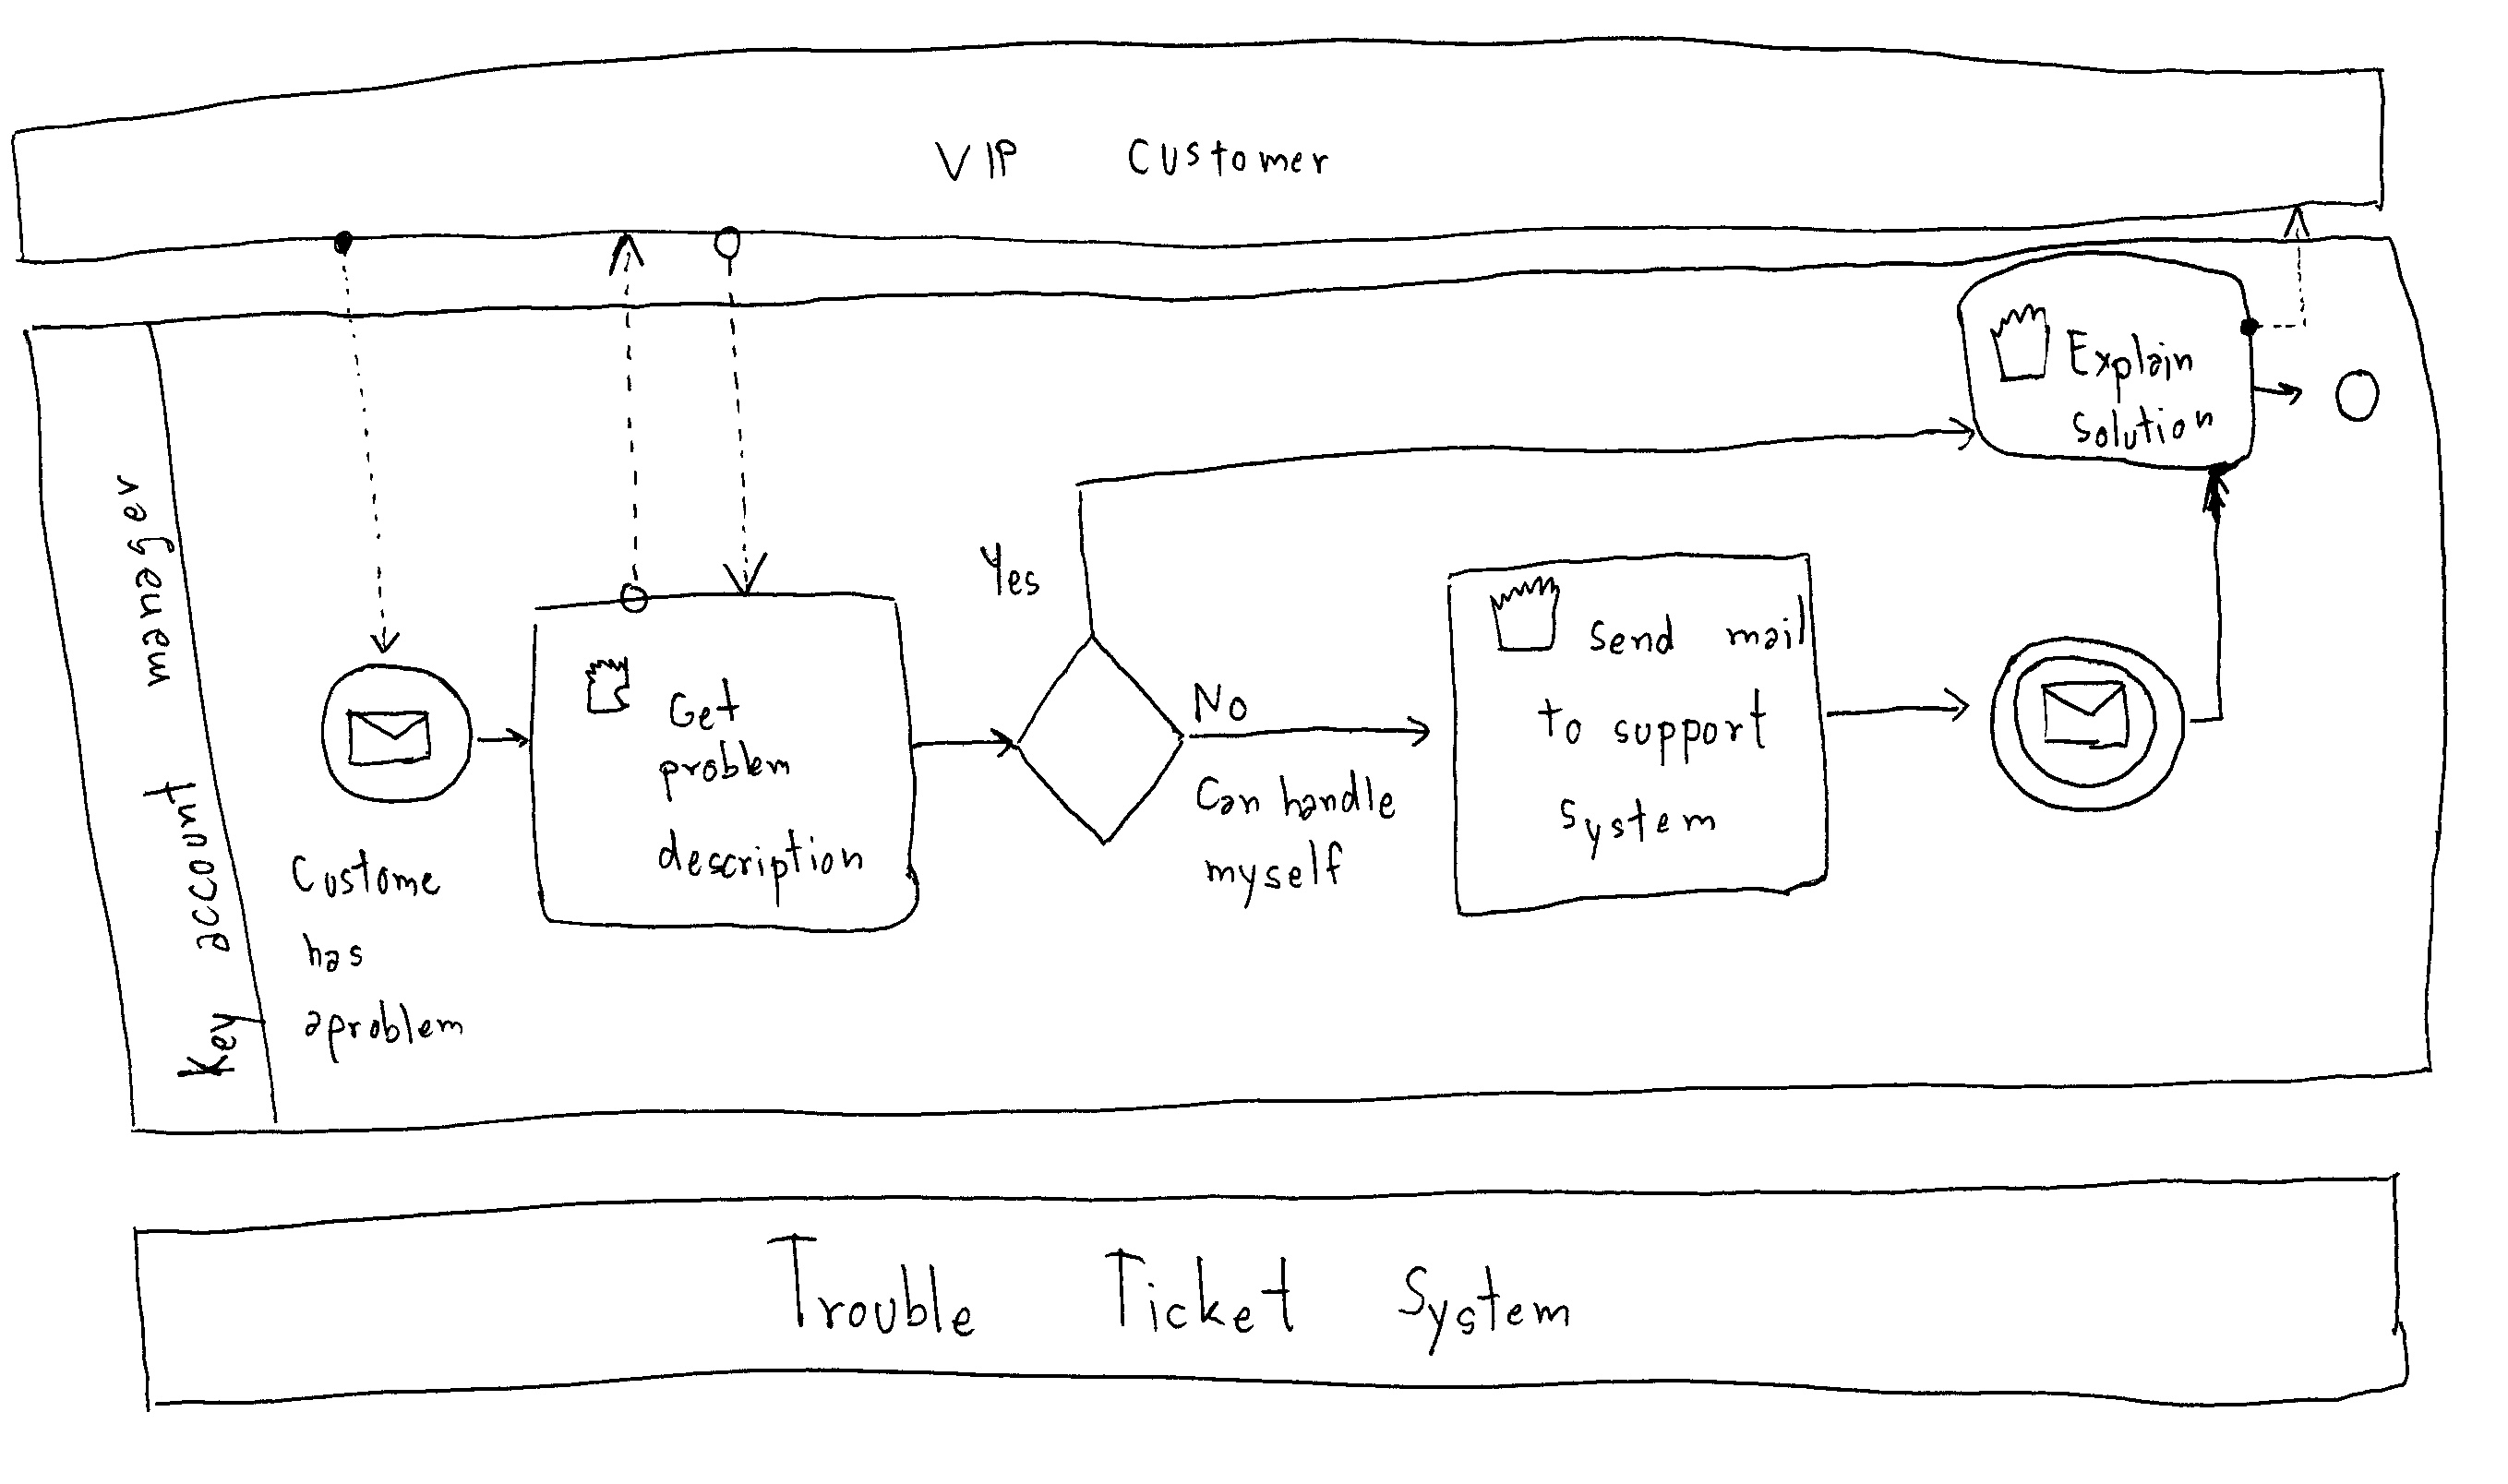 VIP Customer
Key account manager
Custome
has
aproblem
Get
problem
description
Yes
No
Can handle
myself
Send mail
to support
System
Explain
Solution
Trouble Ticket System